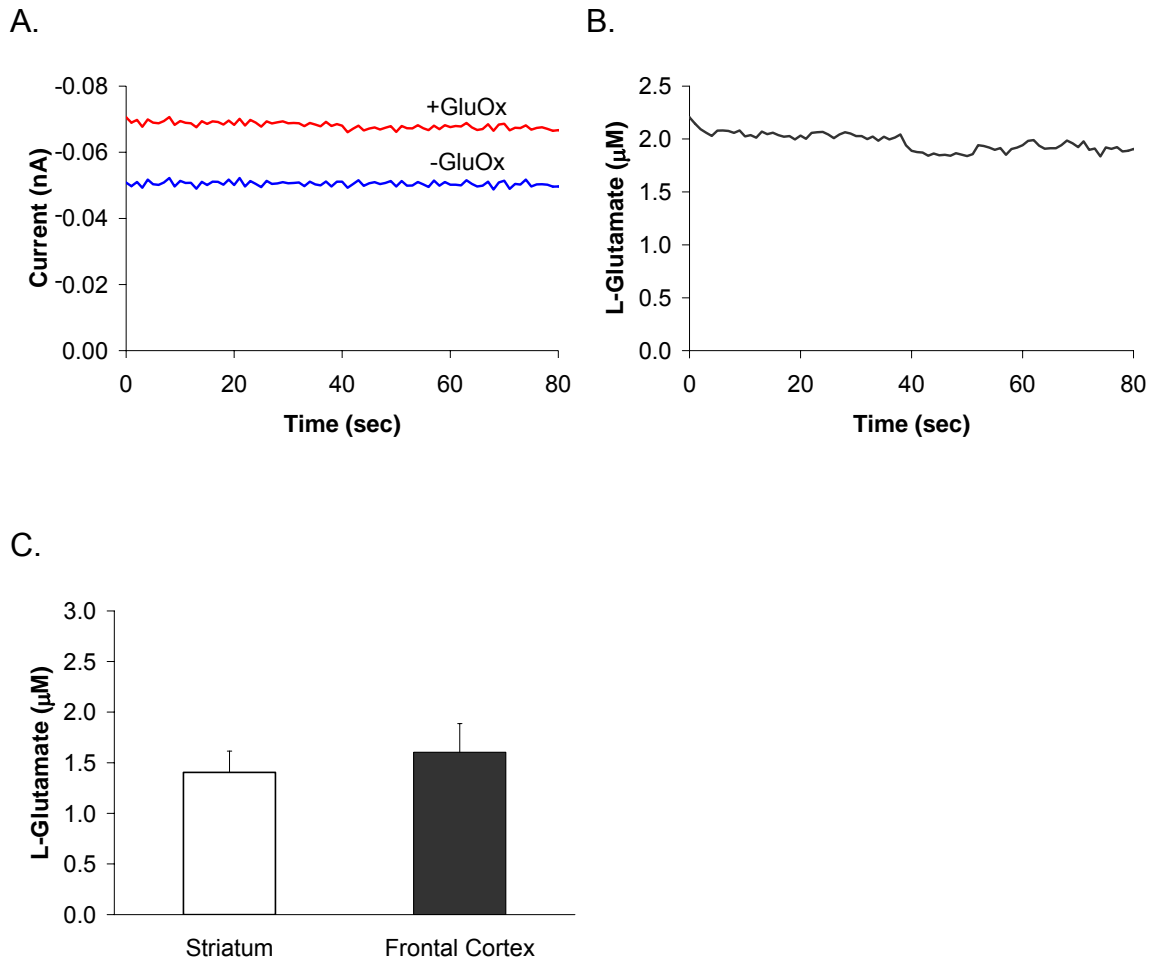 A.
-0.08
-0.06
-0.04
-0.02
0.00
Current (nA)
+GluOx
-GluOx
0 20 40 60 80
Time (sec)
B.
2.5
2.0
1.5
1.0
0.5
0.0
L-Glutamate (μM)
0 20 40 60 80
Time (sec)
C.
3.0
2.5
2.0
1.5
1.0
0.5
0.0
L-Glutamate (μM)
Striatum Frontal Cortex